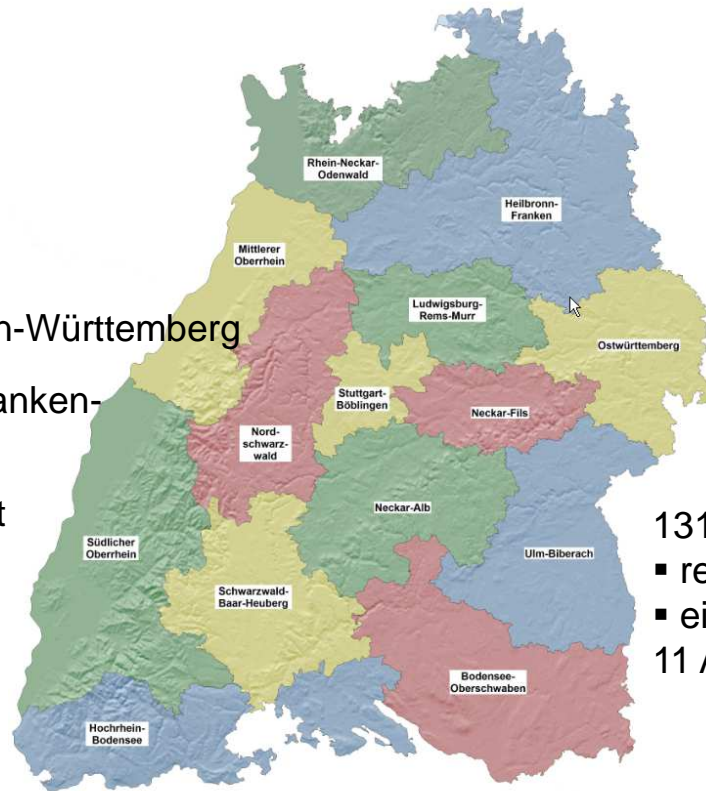 Rhein-Neckar-
Odenwald
Heilbronn-
Franken
Mittlerer
Oberrhein
Ludwigsburg-
Rems-Murr
n-Württemberg
Ostwürttemberg
Stuttgart-
Böblingen
anken-
Neckar-Fils
Nord-
schwarz-
wald
Neckar-Alb
t
Südlicher
Oberrhein
131
Ulm-Biberach
▪ re
Schwarzwald-
Baar-Heuberg
▪ ei
11 A
Bodensee-
Oberschwaben
Hochrhein-
Bodensee